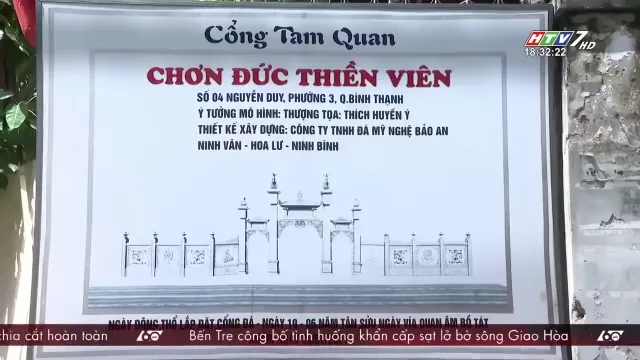 Cổng Tam Quan
HTV7 HD
18:32:22
CHƠN ĐỨC THIỀN VIÊN
SỐ 04 NGUYỄN DUY, PHƯỜNG 3, Q.BÌNH THẠNH
Ý TƯỞNG MÔ HÌNH: THƯỢNG TỌA: THÍCH HUYỀN Ý
THIẾT KẾ XÂY DỰNG: CÔNG TY TNHH ĐÁ MỸ NGHỆ BẢO AN
NINH VÂN - HOA LƯ - NINH BÌNH
NGÀY ĐỘNG THỔ LẮP ĐẶT CỔNG ĐÁ - NGÀY 19 - 06 NĂM TÂN SỬU NGÀY VÍA QUAN ÂM BỒ TÁT
chia cắt hoàn toàn 60 Bến Tre công bố tình huống khẩn cấp sạt lở bờ sông Giao Hòa 60